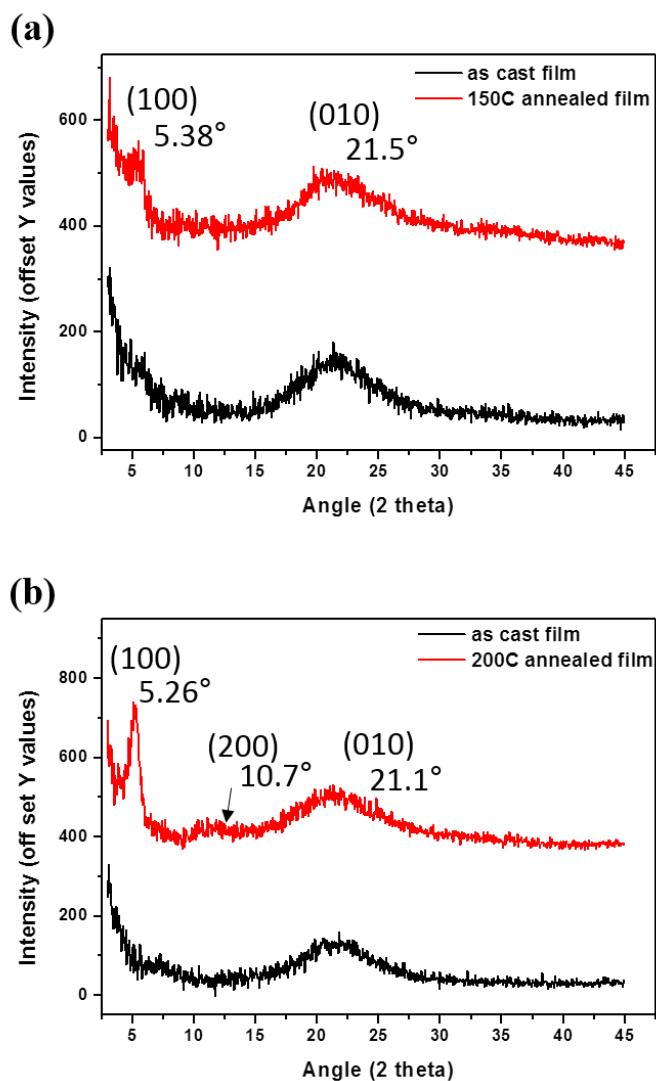 (a)
as cast film
150C annealed film
(100)
5.38°
(010)
21.5°
600
400
200
0
Intensity (offset Y values)
5 10 15 20 25 30 35 40 45
Angle (2 theta)
(b)
as cast film
200C annealed film
(100)
5.26°
(200)
10.7°
(010)
21.1°
800
600
400
200
0
Intensity (off set Y values)
5 10 15 20 25 30 35 40 45
Angle (2 theta)